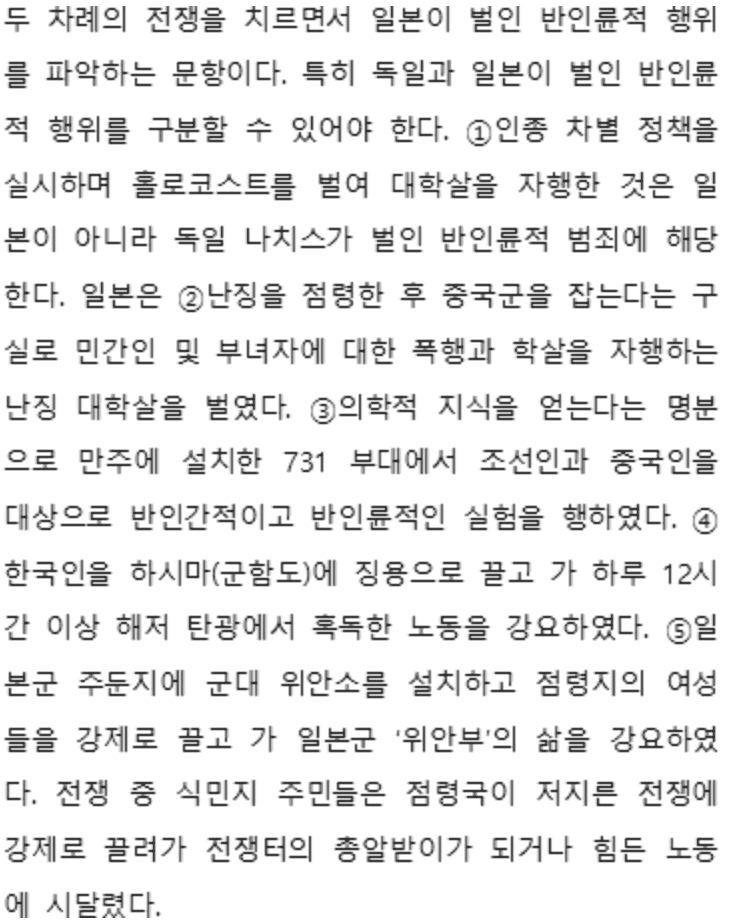 두 차례의 전쟁을 치르면서 일본이 벌인 반인륜적 행위
를 파악하는 문항이다. 특히 독일과 일본이 벌인 반인륜
적 행위를 구분할 수 있어야 한다. ①인종 차별 정책을
실시하며 홀로코스트를 벌여 대학살을 자행한 것은 일
본이 아니라 독일 나치스가 벌인 반인륜적 범죄에 해당
한다. 일본은 ②난징을 점령한 후 중국군을 잡는다는 구
실로 민간인 및 부녀자에 대한 폭행과 학살을 자행하는
난징 대학살을 벌였다. ③의학적 지식을 얻는다는 명분
으로 만주에 설치한 731 부대에서 조선인과 중국인을
대상으로 반인간적이고 반인륜적인 실험을 행하였다. ④
한국인을 하시마(군함도)에 징용으로 끌고 가 하루 12시
간 이상 해저 탄광에서 혹독한 노동을 강요하였다. ⑤일
본군 주둔지에 군대 위안소를 설치하고 점령지의 여성
들을 강제로 끌고 가 일본군 ‘위안부’의 삶을 강요하였
다. 전쟁 중 식민지 주민들은 점령국이 저지른 전쟁에
강제로 끌려가 전쟁터의 총알받이가 되거나 힘든 노동
에 시달렸다.